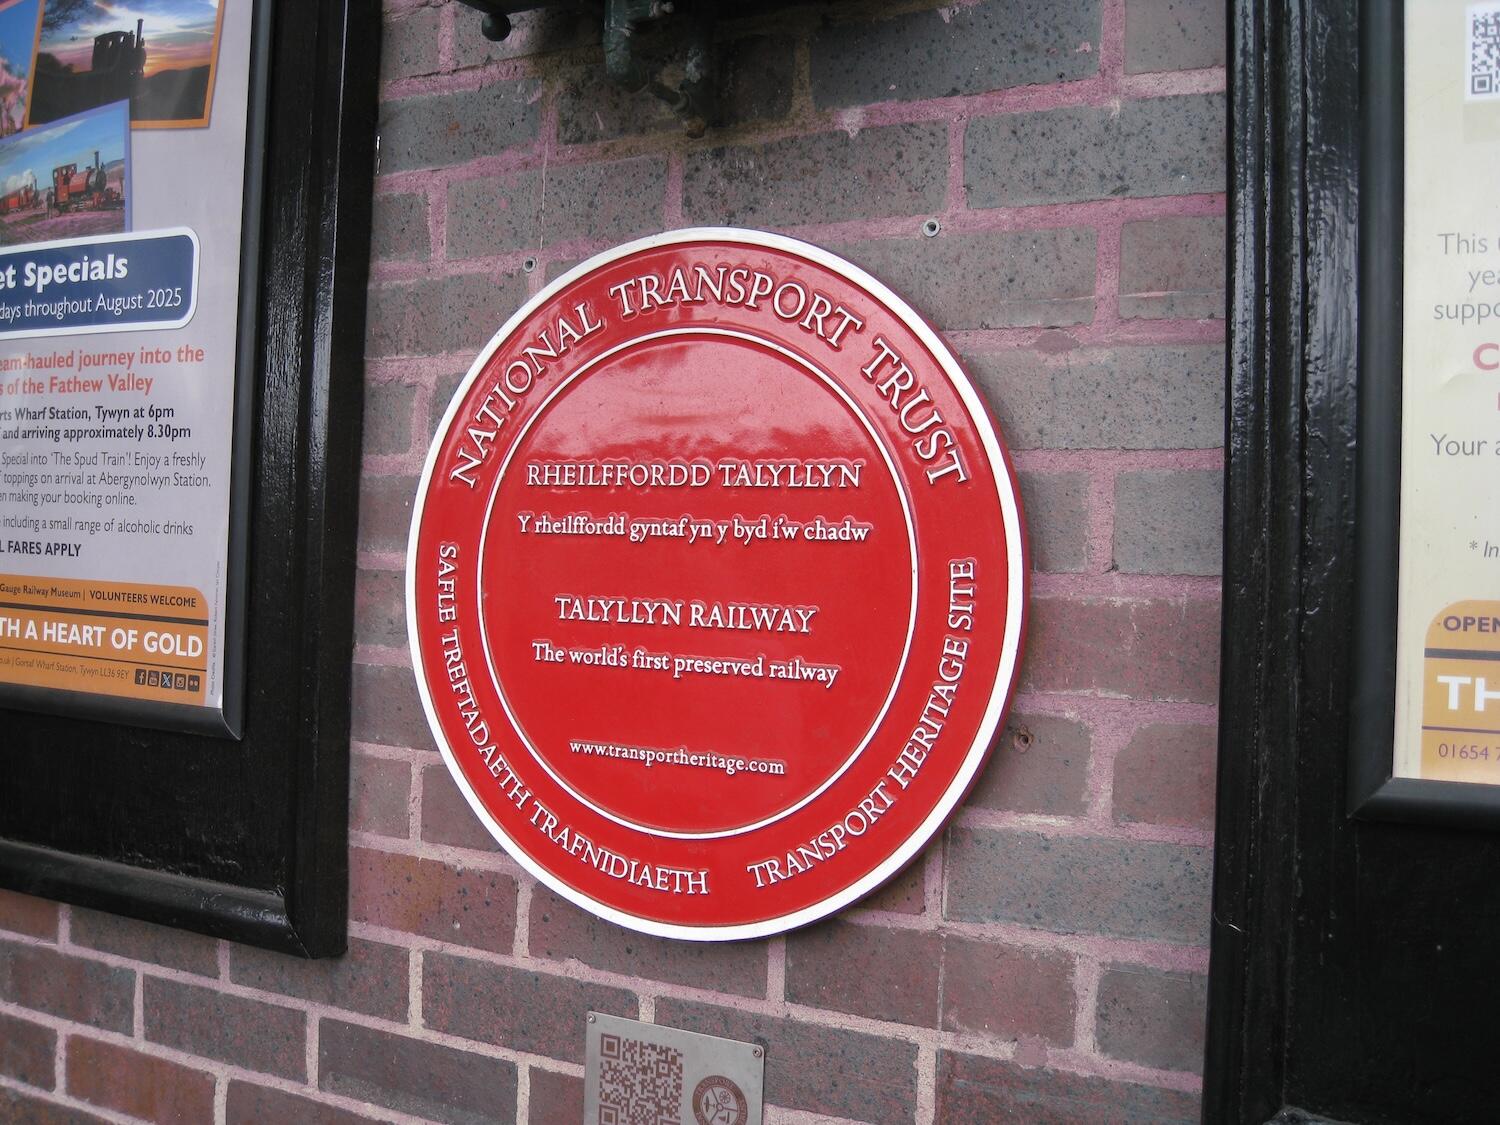 et Specials
days throughout August 2025
eam-hauled journey into the
s of the Fathew Valley
rts Wharf Station, Tywyn at 6pm
and arriving approximately 8.30pm
Special into 'The Spud Train'! Enjoy a freshly
toppings on arrival at Abergynolwyn Station.
en making your booking online.
including a small range of alcoholic drinks
L FARES APPLY
Gauge Railway Museum | VOLUNTEERS WELCOME
TH A HEART OF GOLD
Gorsaf Wharf Station, Tywyn LL36 9EY
NATIONAL TRANSPORT TRUST
RHEILFFORDD TALYLLYN
Y rheilffordd gyntaf yn y byd i'w chadw
TALYLLYN RAILWAY
The world's first preserved railway
www.transportheritage.com
SAFLE TREFTADAETH TRAFNIDIAETH
TRANSPORT HERITAGE SITE
This
yea
suppo
C
Your a
* In
OPEN
TH
01654 7